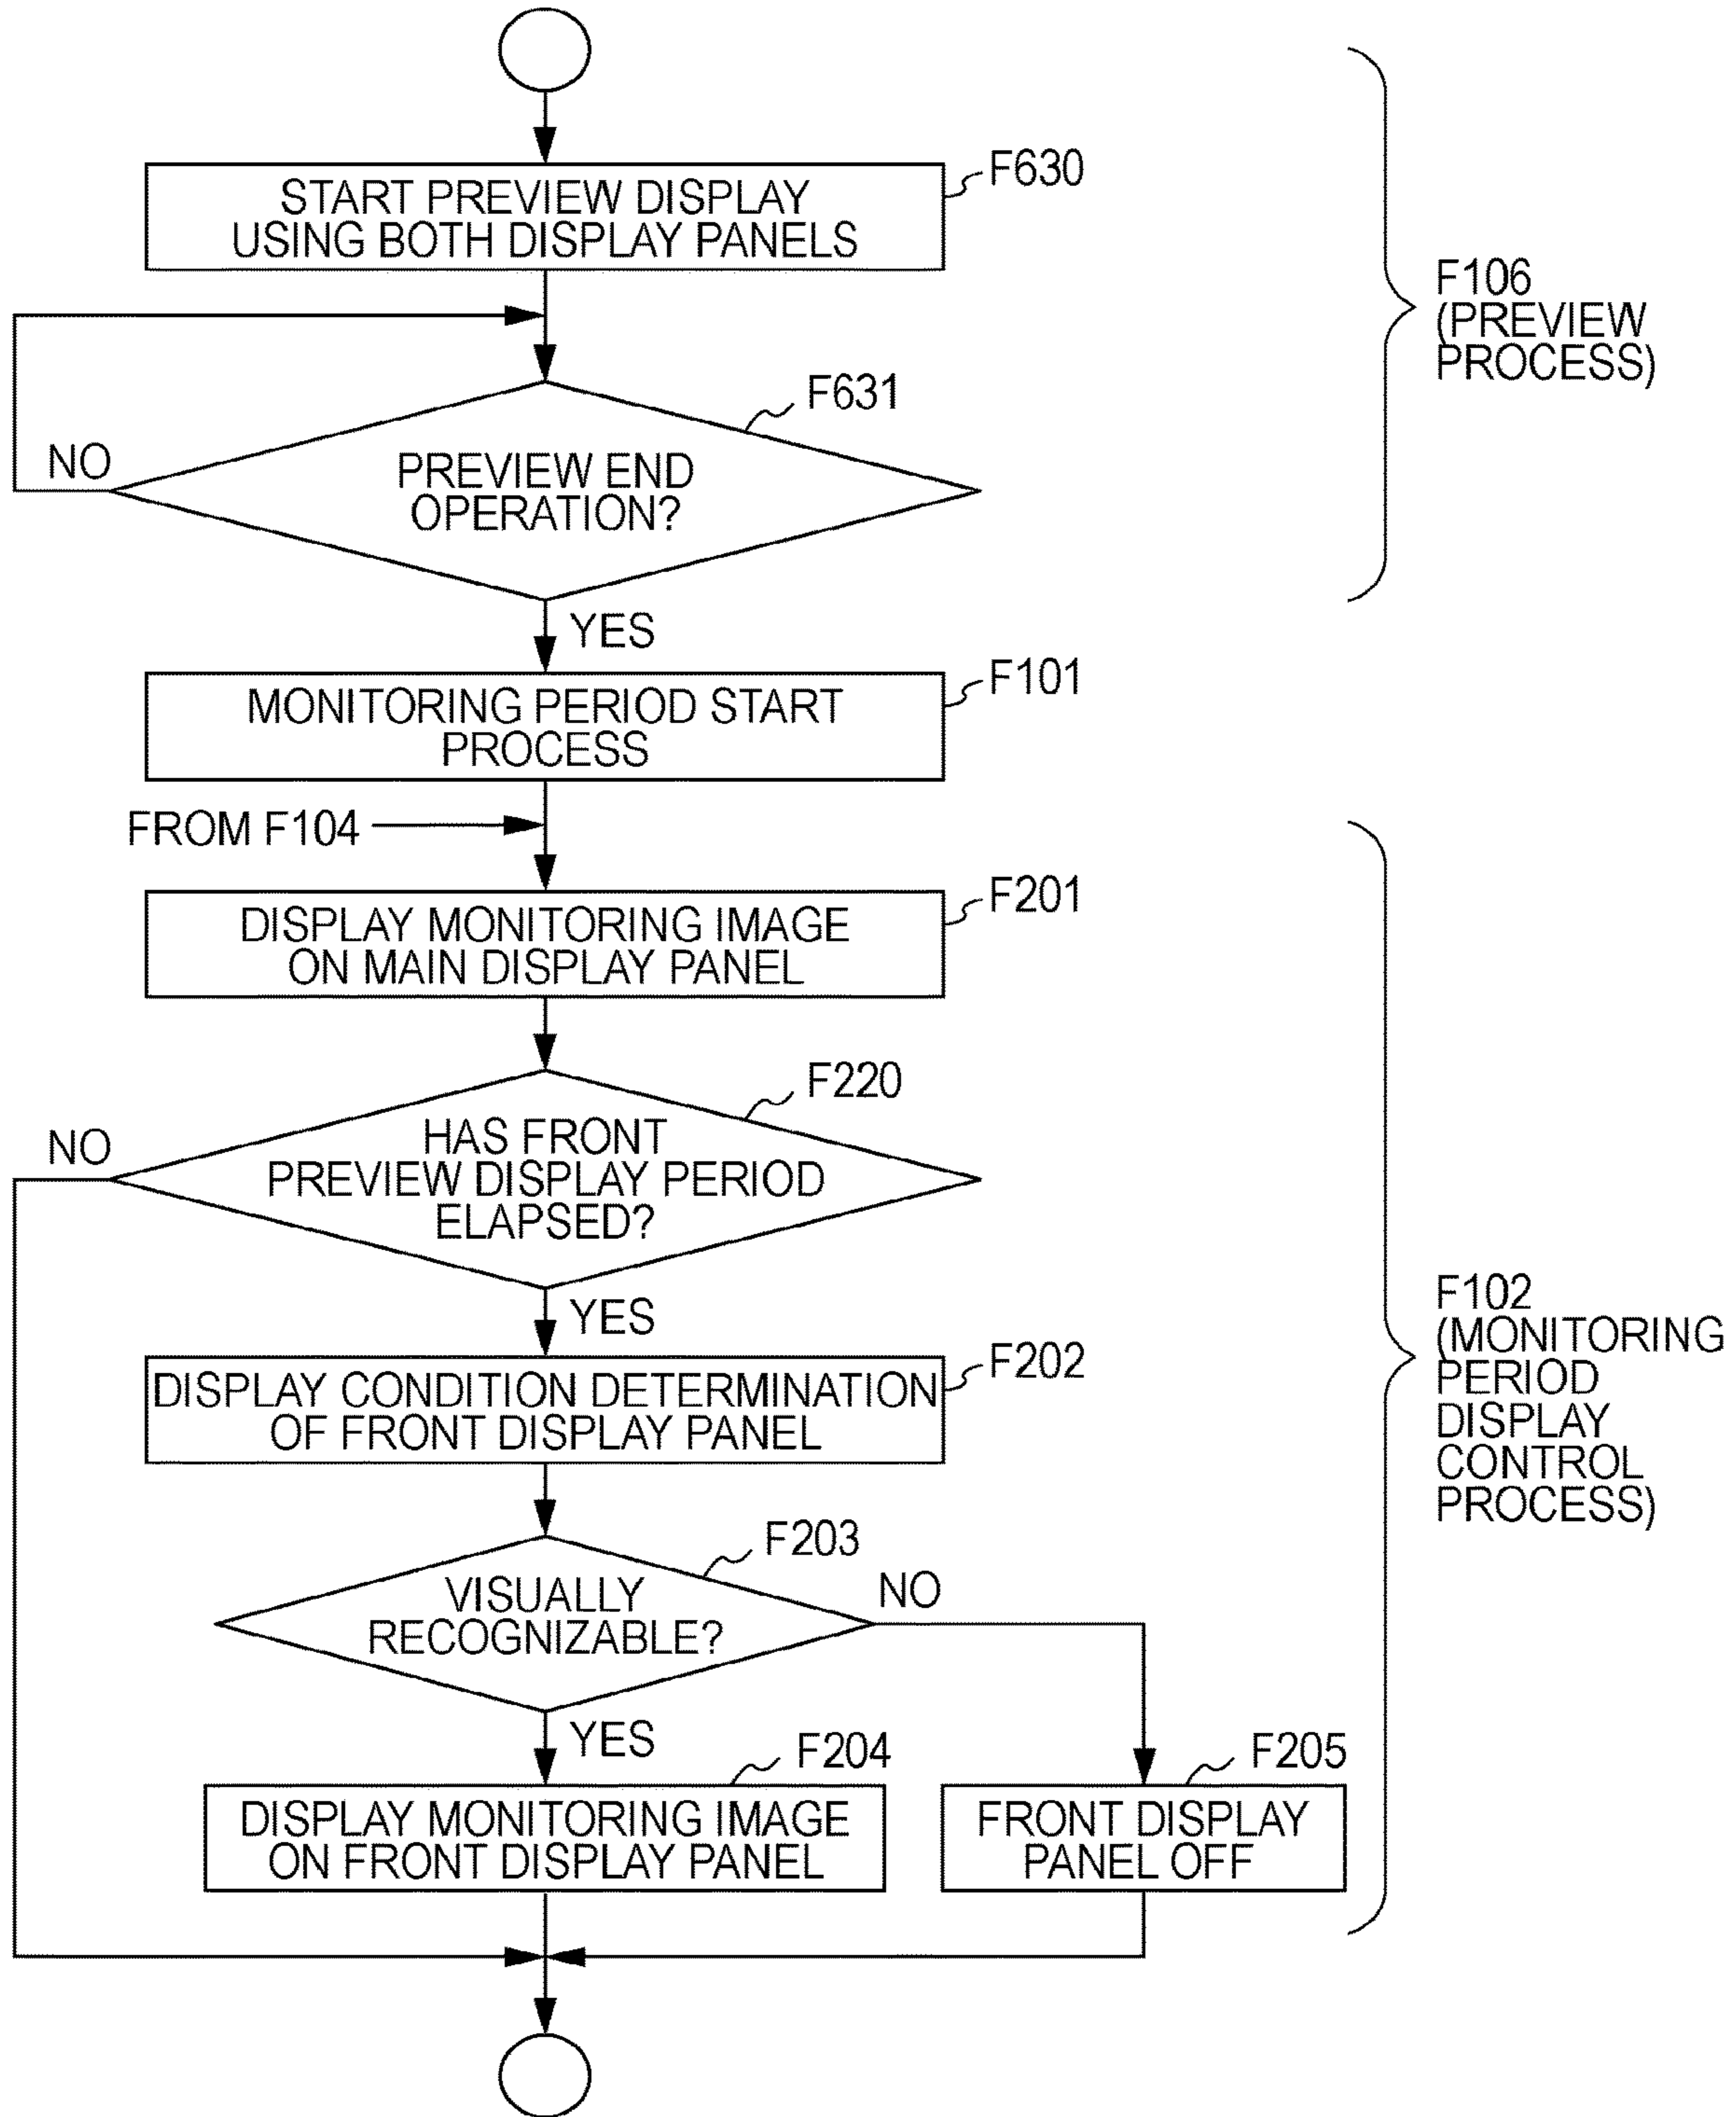 F630
START PREVIEW DISPLAY
USING BOTH DISPLAY PANELS
F106
(PREVIEW
PROCESS)
F631
NO
PREVIEW END
OPERATION?
YES
F101
MONITORING PERIOD START
PROCESS
FROM F104
F201
DISPLAY MONITORING IMAGE
ON MAIN DISPLAY PANEL
F220
NO
HAS FRONT
PREVIEW DISPLAY PERIOD
ELAPSED?
YES
F102
(MONITORING
PERIOD
DISPLAY
CONTROL
PROCESS)
F202
DISPLAY CONDITION DETERMINATION
OF FRONT DISPLAY PANEL
F203
VISUALLY
RECOGNIZABLE?
NO
YES
F204
DISPLAY MONITORING IMAGE
ON FRONT DISPLAY PANEL
F205
FRONT DISPLAY
PANEL OFF